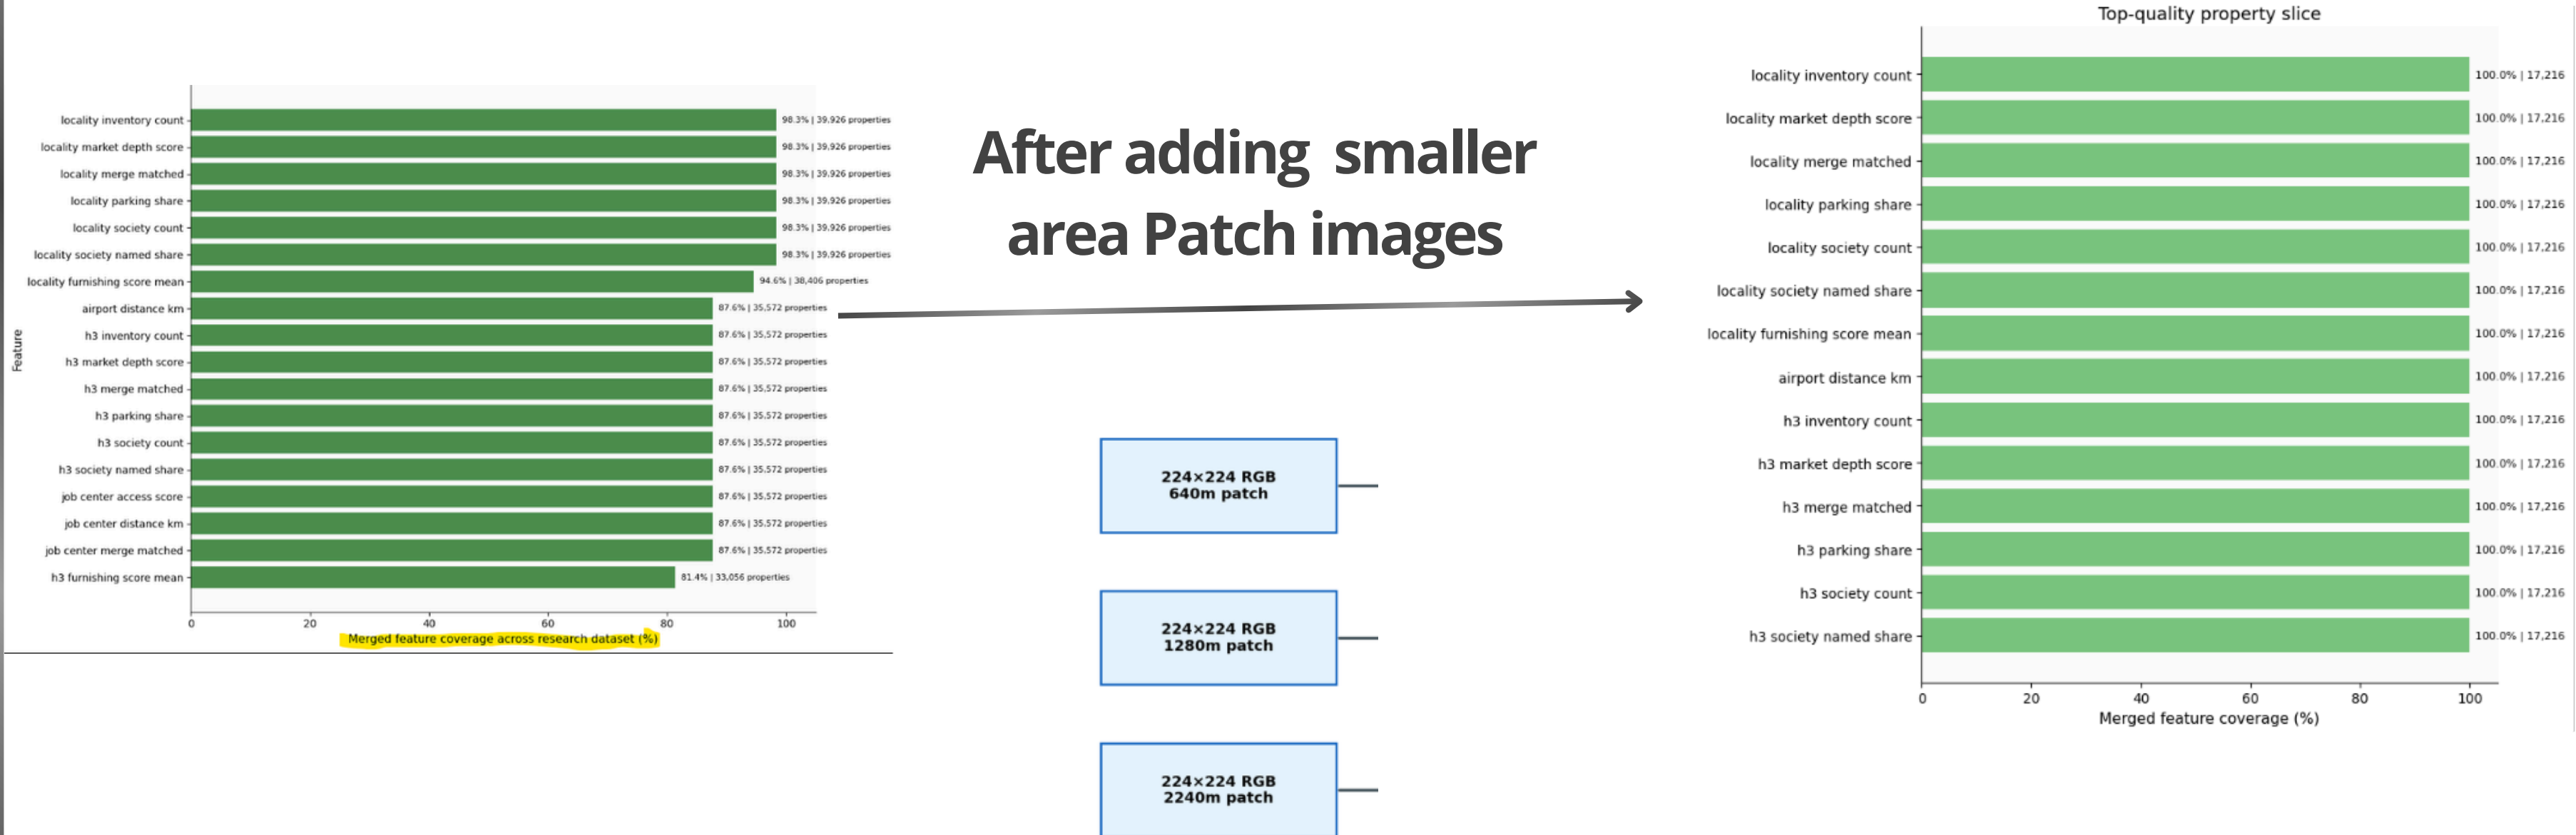 locality inventory count
98.3% | 39,926 properties
locality market depth score
98.3% | 39,926 properties
locality merge matched
98.3% | 39,926 properties
locality parking share
98.3% | 39,926 properties
locality society count
98.3% | 39,926 properties
locality society named share
98.3% | 39,926 properties
locality furnishing score mean
94.6% | 38,406 properties
airport distance km
87.6% | 35,572 properties
h3 inventory count
87.6% | 35,572 properties
h3 market depth score
87.6% | 35,572 properties
h3 merge matched
87.6% | 35,572 properties
h3 parking share
87.6% | 35,572 properties
h3 society count
87.6% | 35,572 properties
h3 society named share
87.6% | 35,572 properties
job center access score
87.6% | 35,572 properties
job center distance km
87.6% | 35,572 properties
job center merge matched
87.6% | 35,572 properties
h3 furnishing score mean
81.4% | 33,056 properties
Feature
0 20 40 60 80 100
Merged feature coverage across research dataset (%)
After adding smaller
area Patch images
224×224 RGB
640m patch
224×224 RGB
1280m patch
224×224 RGB
2240m patch
Top-quality property slice
locality inventory count
100.0% | 17,216
locality market depth score
100.0% | 17,216
locality merge matched
100.0% | 17,216
locality parking share
100.0% | 17,216
locality society count
100.0% | 17,216
locality society named share
100.0% | 17,216
locality furnishing score mean
100.0% | 17,216
airport distance km
100.0% | 17,216
h3 inventory count
100.0% | 17,216
h3 market depth score
100.0% | 17,216
h3 merge matched
100.0% | 17,216
h3 parking share
100.0% | 17,216
h3 society count
100.0% | 17,216
h3 society named share
100.0% | 17,216
0 20 40 60 80 100
Merged feature coverage (%)